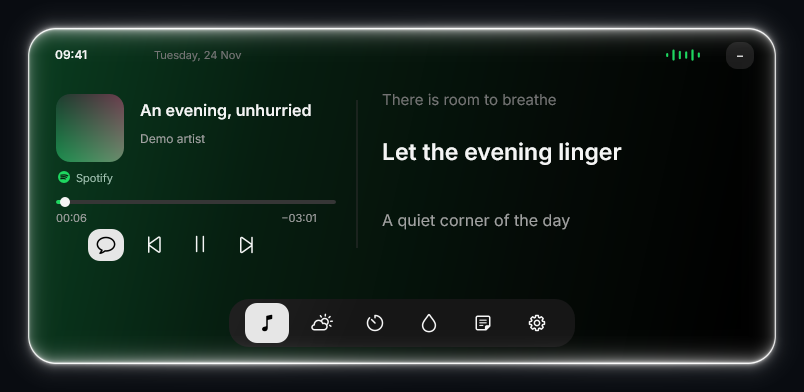 09:41
Tuesday, 24 Nov
An evening, unhurried
Demo artist
Spotify
00:06
−03:01
There is room to breathe
Let the evening linger
A quiet corner of the day